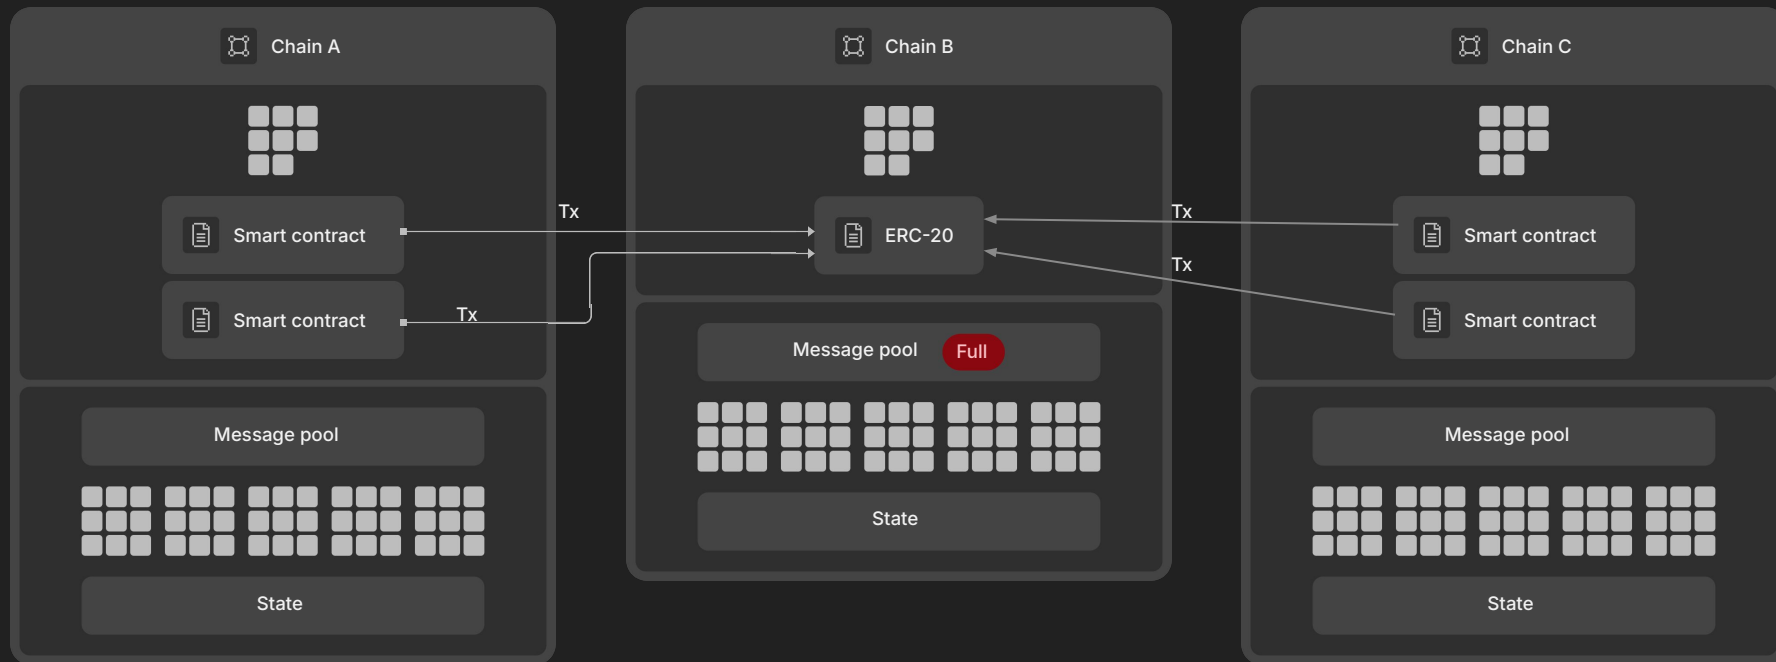 Chain A
Smart contract
Tx
Smart contract
Tx
Message pool
State
Chain B
ERC-20
Message pool
Full
State
Chain C
Tx
Smart contract
Tx
Smart contract
Message pool
State